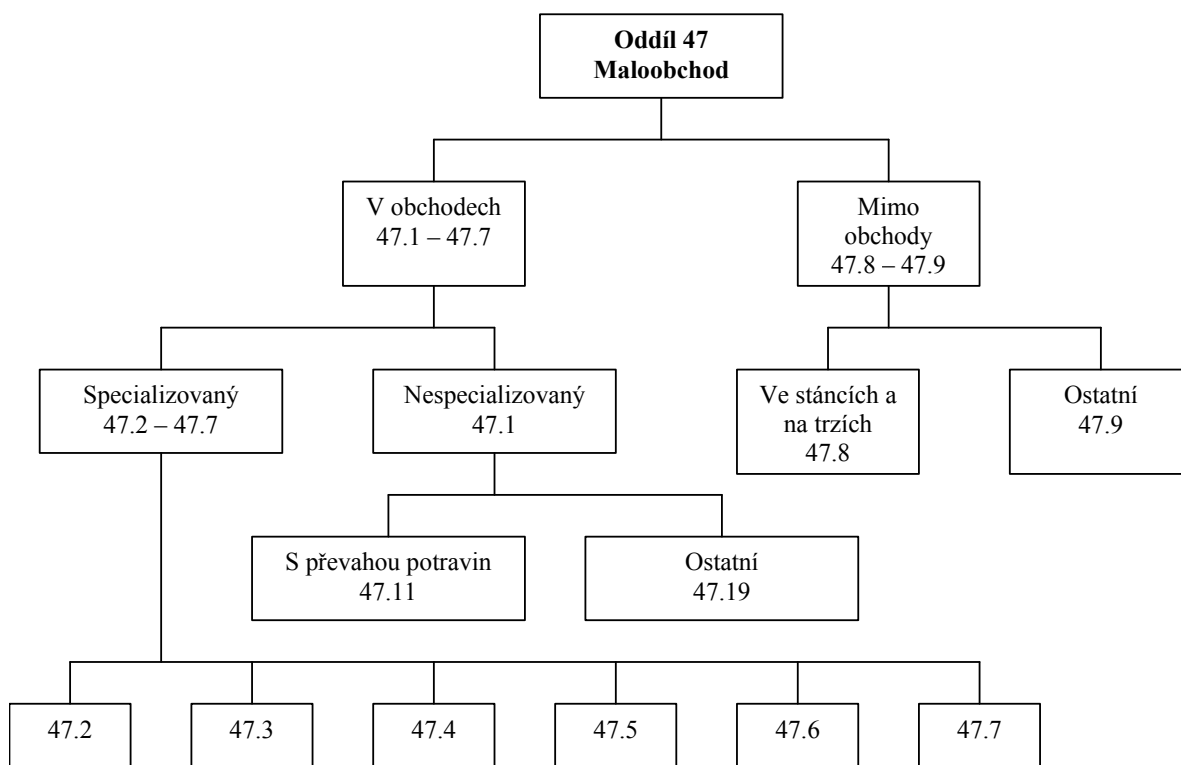 Oddíl 47
Maloobchod
V obchodech
47.1 – 47.7
Mimo
obchody
47.8 – 47.9
Specializovaný
47.2 – 47.7
Nespecializovaný
47.1
Ve stáncích a
na trzích
47.8
Ostatní
47.9
S převahou potravin
47.11
Ostatní
47.19
47.2
47.3
47.4
47.5
47.6
47.7